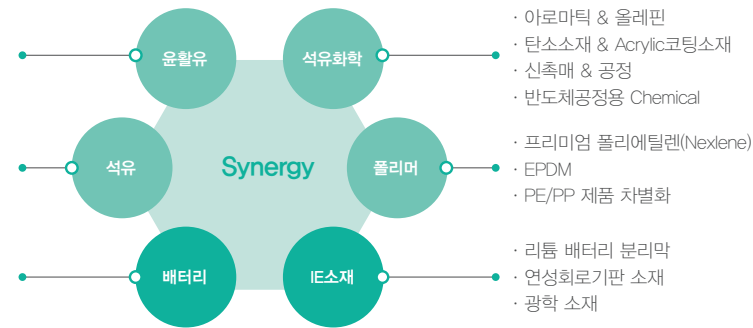 윤활유
석유화학
석유
Synergy
폴리머
배터리
IE소재
· 아로마틱 & 올레핀
· 탄소소재 & Acrylic코팅소재
· 신촉매 & 공정
· 반도체공정용 Chemical
· 프리미엄 폴리에틸렌(Nexlene)
· EPDM
· PE/PP 제품 차별화
· 리튬 배터리 분리막
· 연성회로기판 소재
· 광학 소재